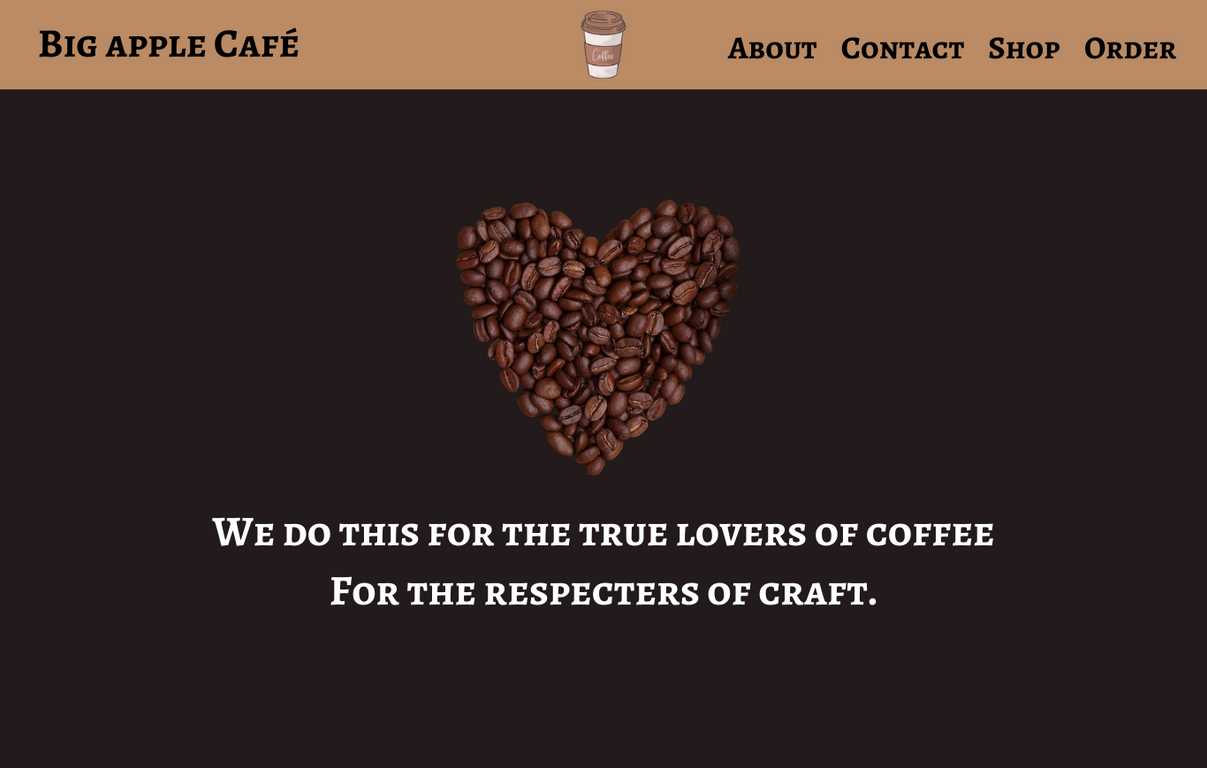 Big apple Café
Coffee
About Contact Shop Order
We do this for the true lovers of coffee
For the respecters of craft.